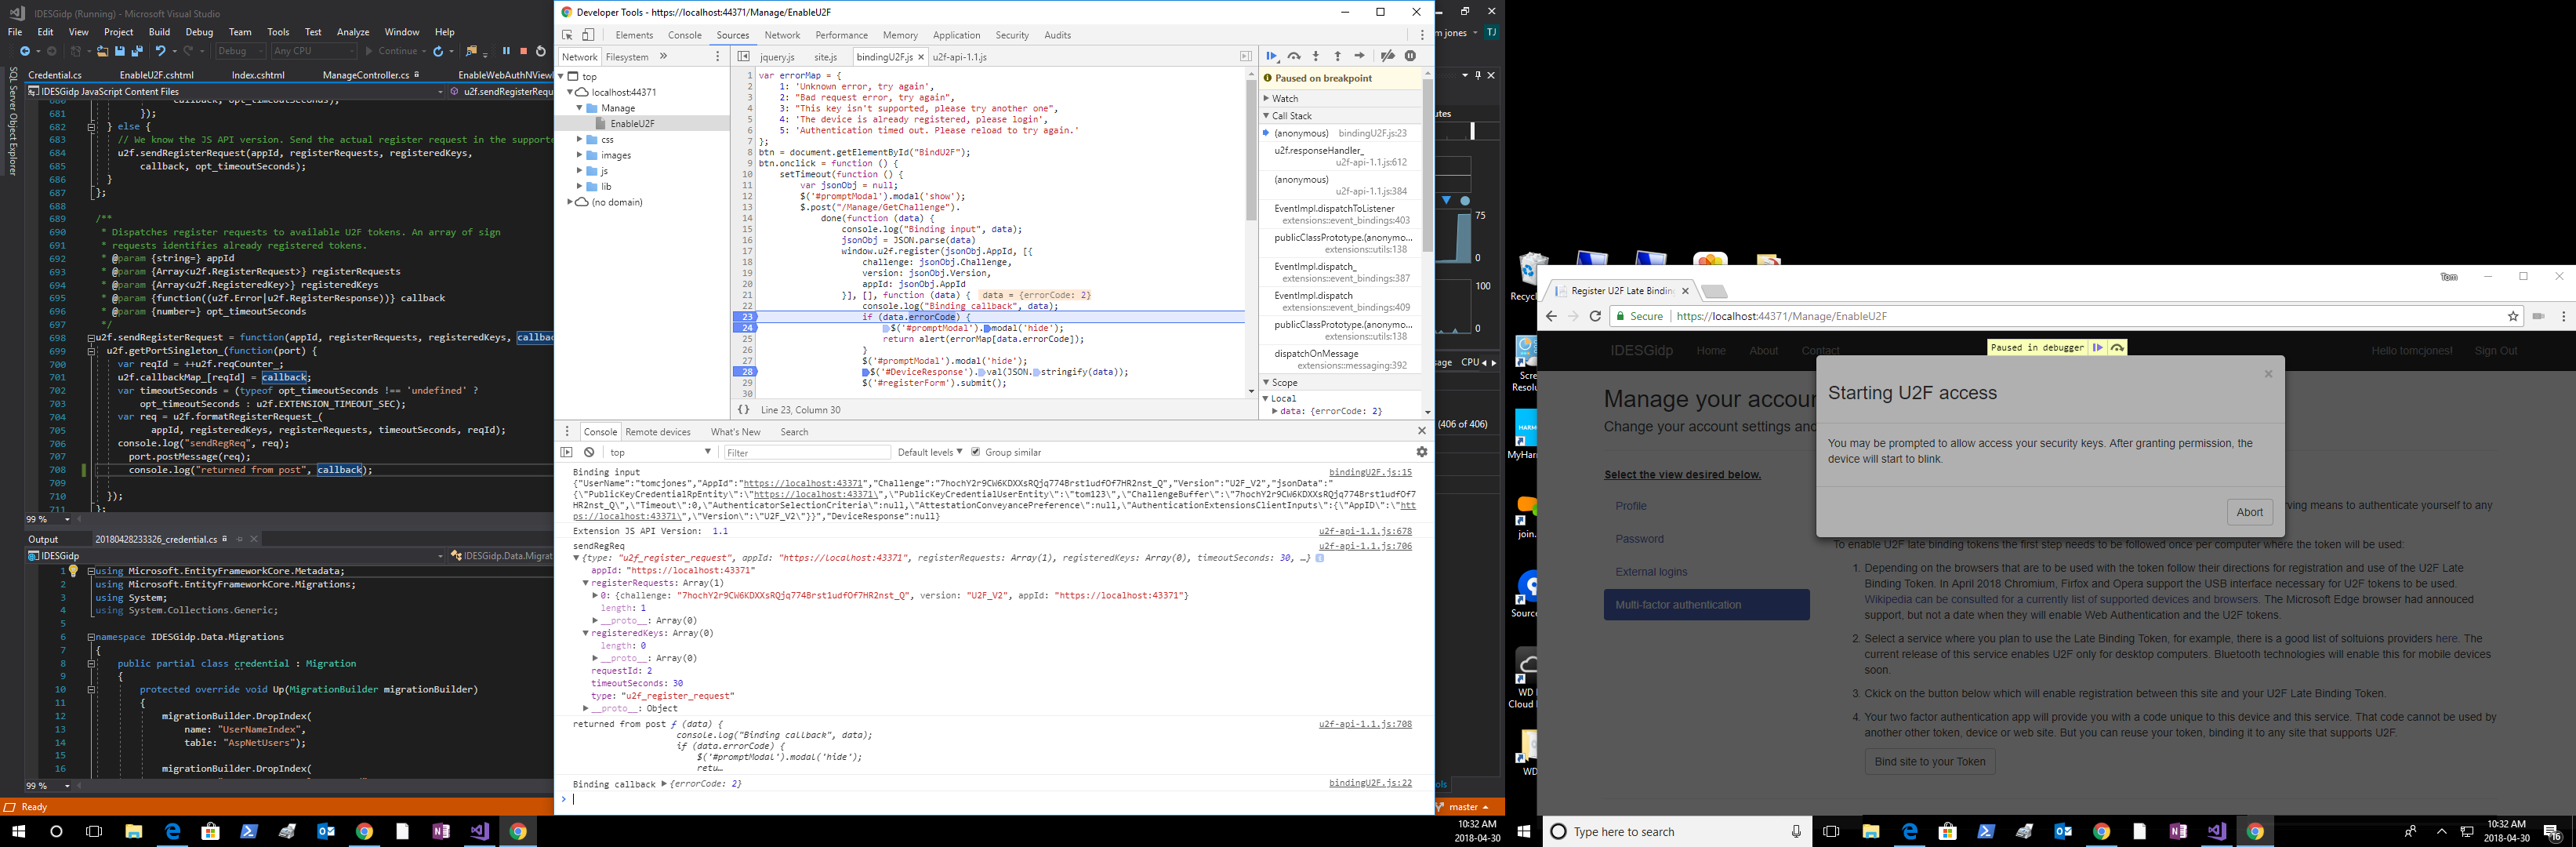 IDESGidp (Running) - Microsoft Visual Studio
File Edit View Project Build Debug Team Tools Test Analyze Window Help
Debug Any CPU Continue
SQL Server Object Explorer
Credential.cs EnableU2F.cshtml Index.cshtml ManageController.cs EnableWebAuthNView
IDESGidp JavaScript Content Files u2f.sendRegisterRequ
callback, opt_timeoutSeconds);
681 });
682 } else {
683 // We know the JS API version. Send the actual register request in the supporte
684 u2f.sendRegisterRequest(appId, registerRequests, registeredKeys,
685 callback, opt_timeoutSeconds);
686 }
687 };
688
689 /**
690 * Dispatches register requests to available U2F tokens. An array of sign
691 * requests identifies already registered tokens.
692 * @param {string=} appId
693 * @param {Array<u2f.RegisterRequest>} registerRequests
694 * @param {Array<u2f.RegisteredKey>} registeredKeys
695 * @param {function((u2f.Error|u2f.RegisterResponse))} callback
696 * @param {number=} opt_timeoutSeconds
697 */
698 u2f.sendRegisterRequest = function(appId, registerRequests, registeredKeys, callback
699 u2f.getPortSingleton_(function(port) {
700 var reqId = ++u2f.reqCounter_;
701 u2f.callbackMap_[reqId] = callback;
702 var timeoutSeconds = (typeof opt_timeoutSeconds !== 'undefined' ?
703 opt_timeoutSeconds : u2f.EXTENSION_TIMEOUT_SEC);
704 var req = u2f.formatRegisterRequest_(
705 appId, registeredKeys, registerRequests, timeoutSeconds, reqId);
706 console.log("sendRegReq", req);
707 port.postMessage(req);
708 console.log("returned from post", callback);
709
710 });
711 };
99 %
Output 20180428233326_credential.cs
IDESGidp IDESGidp.Data.Migrat
1 using Microsoft.EntityFrameworkCore.Metadata;
2 using Microsoft.EntityFrameworkCore.Migrations;
3 using System;
4 using System.Collections.Generic;
5
6 namespace IDESGidp.Data.Migrations
7 {
8 public partial class credential : Migration
9 {
10 protected override void Up(MigrationBuilder migrationBuilder)
11 {
12 migrationBuilder.DropIndex(
13 name: "UserNameIndex",
14 table: "AspNetUsers");
15
16 migrationBuilder.DropIndex(
99 %
Ready
Developer Tools - https://localhost:44371/Manage/EnableU2F
Elements Console Sources Network Performance Memory Application Security Audits
Network Filesystem »
top
localhost:44371
Manage
EnableU2F
css
images
js
lib
(no domain)
jquery.js site.js bindingU2F.js × u2f-api-1.1.js
1 var errorMap = {
2 1: 'Unknown error, try again',
3 2: "Bad request error, try again",
4 3: "This key isn't supported, please try another one",
5 4: 'The device is already registered, please login',
6 5: 'Authentication timed out. Please reload to try again.'
7 };
8 btn = document.getElementById("BindU2F");
9 btn.onclick = function () {
10 setTimeout(function () {
11 var jsonObj = null;
12 $('#promptModal').modal('show');
13 $.post("/Manage/GetChallenge").
14 done(function (data) {
15 console.log("Binding input", data);
16 jsonObj = JSON.parse(data)
17 window.u2f.register(jsonObj.AppId, [{
18 challenge: jsonObj.Challenge,
19 version: jsonObj.Version,
20 appId: jsonObj.AppId
21 }], [], function (data) { data = {errorCode: 2}
22 console.log("Binding callback", data);
23 if (data.errorCode) {
24 $('#promptModal').modal('hide');
25 return alert(errorMap[data.errorCode]);
26 }
27 $('#promptModal').modal('hide');
28 $('#DeviceResponse').val(JSON.stringify(data));
29 $('#registerForm').submit();
30
{} Line 23, Column 30
Paused on breakpoint
Watch
Call Stack
(anonymous) bindingU2F.js:23
u2f.responseHandler_
u2f-api-1.1.js:612
(anonymous)
u2f-api-1.1.js:384
EventImpl.dispatchToListener
extensions::event_bindings:403
publicClassPrototype.(anonymo...
extensions::utils:138
EventImpl.dispatch_
extensions::event_bindings:387
EventImpl.dispatch
extensions::event_bindings:409
publicClassPrototype.(anonymo...
extensions::utils:138
dispatchOnMessage
extensions::messaging:392
Scope
Local
data: {errorCode: 2}
Console Remote devices What's New Search
top Filter Default levels Group similar
Binding input bindingU2F.js:15
{"UserName":"tomcjones","AppId":"https://localhost:43371","Challenge":"7hochY2r9CW6KDXXsRQjq774Brst1udfOf7HR2nst_Q","Version":"U2F_V2","jsonData":"
{\"PublicKeyCredentialRpEntity\":\"https://localhost:43371\",\"PublicKeyCredentialUserEntity\":\"tom123\",\"ChallengeBuffer\":\"7hochY2r9CW6KDXXsRQjq774Brst1udfOf7
HR2nst_Q\",\"Timeout\":0,\"AuthenticatorSelectionCriteria\":null,\"AttestationConveyancePreference\":null,\"AuthenticationExtensionsClientInputs\":{\"AppID\":\"htt
ps://localhost:43371\",\"Version\":\"U2F_V2\"}}","DeviceResponse":null}
Extension JS API Version: 1.1 u2f-api-1.1.js:678
sendRegReq u2f-api-1.1.js:706
{type: "u2f_register_request", appId: "https://localhost:43371", registerRequests: Array(1), registeredKeys: Array(0), timeoutSeconds: 30, …}
appId: "https://localhost:43371"
registerRequests: Array(1)
0: {challenge: "7hochY2r9CW6KDXXsRQjq774Brst1udfOf7HR2nst_Q", version: "U2F_V2", appId: "https://localhost:43371"}
length: 1
__proto__: Array(0)
registeredKeys: Array(0)
length: 0
__proto__: Array(0)
requestId: 2
timeoutSeconds: 30
type: "u2f_register_request"
__proto__: Object
returned from post ƒ (data) { u2f-api-1.1.js:708
console.log("Binding callback", data);
if (data.errorCode) {
$('#promptModal').modal('hide');
retu…
Binding callback {errorCode: 2} bindingU2F.js:22
m jones TJ
utes
75
0
100
0
sage CPU
(406 of 406)
ols
master
10:32 AM
2018-04-30
Recyc
Scre
Resolu
MyHar
join.
Source
WD
Cloud
WD
Tom
Register U2F Late Bindin ×
Secure https://localhost:44371/Manage/EnableU2F
IDESGidp Home About Contact Hello tomcjones! Sign Out
Paused in debugger
Manage your accou
Change your account settings and
Select the view desired below.
Profile
Password
External logins
Multi-factor authentication
Starting U2F access ×
You may be prompted to allow access your security keys. After granting permission, the
device will start to blink.
Abort
rving means to authenticate yourself to any
To enable U2F late binding tokens the first step needs to be followed once per computer where the token will be used:
1. Depending on the browsers that are to be used with the token follow their directions for registration and use of the U2F Late
Binding Token. In April 2018 Chromium, Firfox and Opera support the USB interface necessary for U2F tokens to be used.
Wikipedia can be consulted for a currently list of supported devices and browsers. The Microsoft Edge browser had annouced
support, but not a date when they will enable Web Authentication and the U2F tokens.
2. Select a service where you plan to use the Late Binding Token, for example, there is a good list of soltuions providers here. The
current release of this service enables U2F only for desktop computers. Bluetooth technologies will enable this for mobile devices
soon.
3. Ckick on the button below which will enable registration between this site and your U2F Late Binding Token.
4. Your two factor authentication app will provide you with a code unique to this device and this service. That code cannot be used by
another other token, device or web site. But you can reuse your token, binding it to any site that supports U2F.
Bind site to your Token
Type here to search
10:32 AM
2018-04-30
16